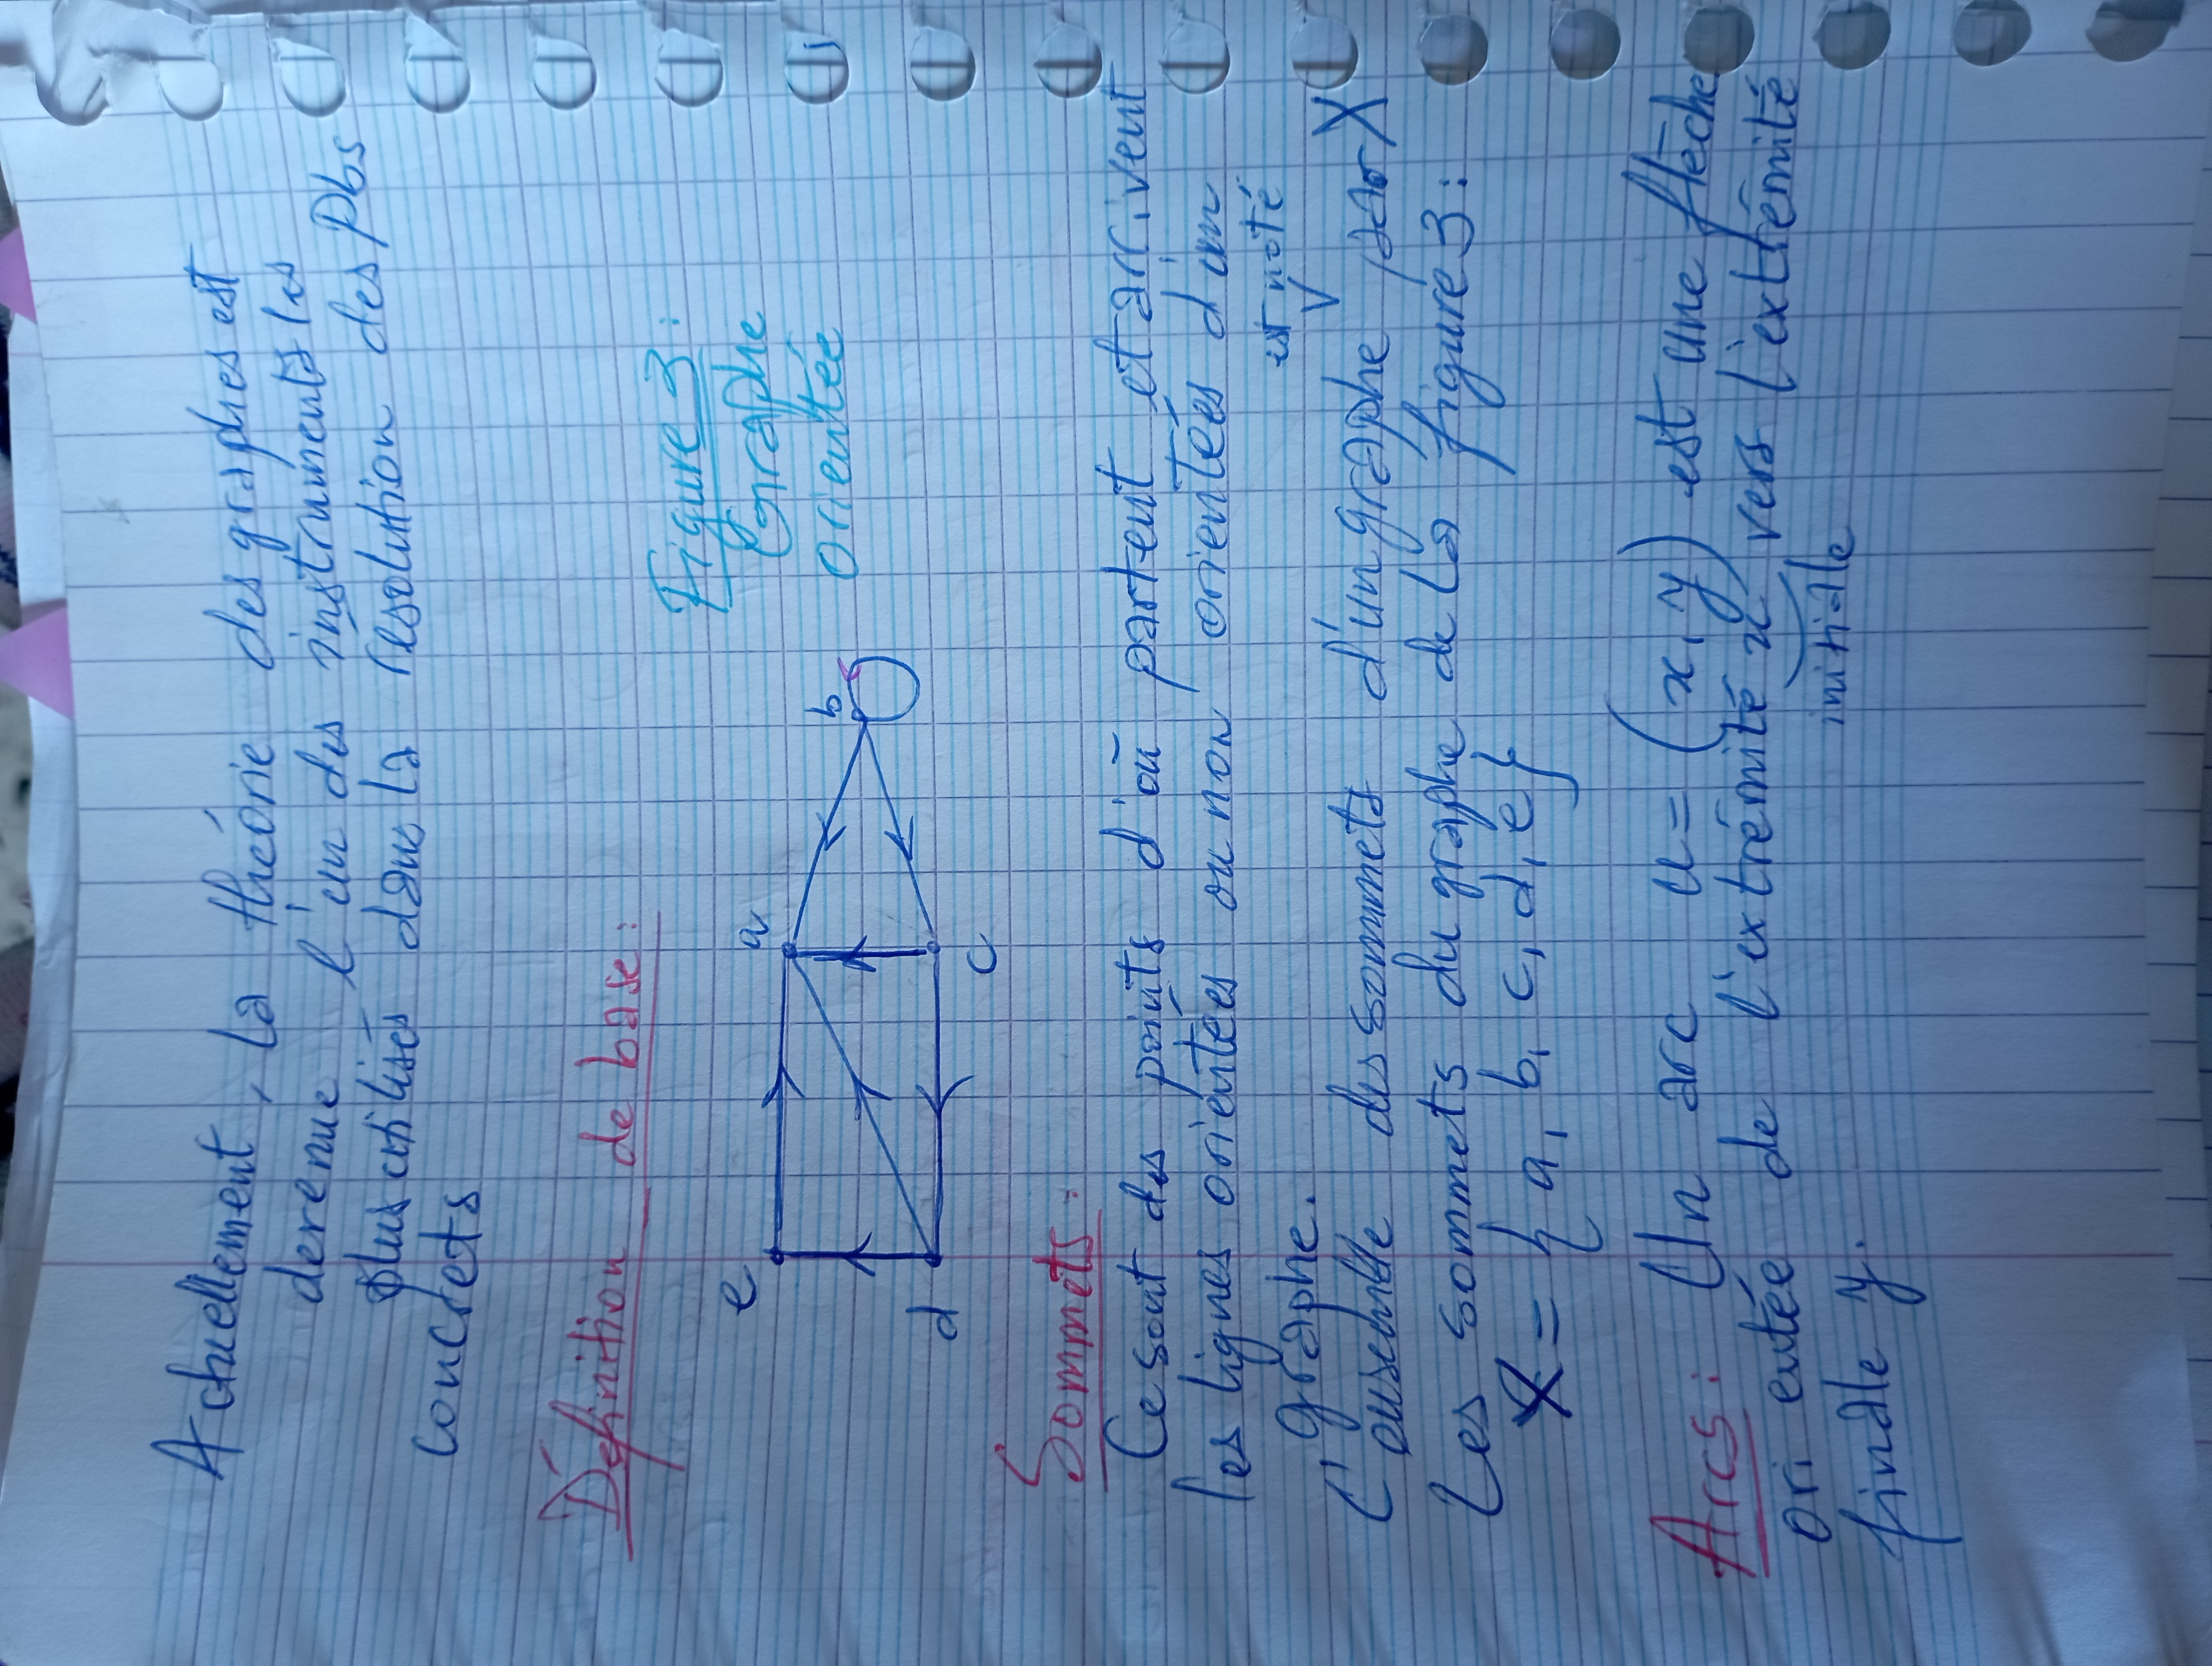 Actuellement, la théorie des graphes est
devenue l'un des instruments les
plus utilisés dans la résolution des Pbs
concrets
Définition de base:
Figure 3:
Graphe
orientée
e
a
b
d
c
Sommets:
Ce sont des points d'où partent et arrivent
les lignes orientées ou non orientées d'un
graphe.
est noté
L'ensemble des sommets d'un graphe V par X
Les sommets du graphe de la figure 3:
X = { a, b, c, d, e }
Arcs: Un arc u = (x, y) est une flèche
orientée de l'extrémité x vers l'extrémité
initiale
finale y.